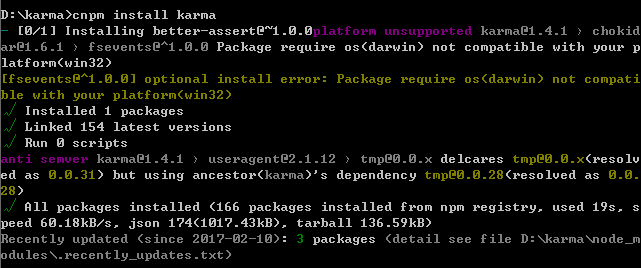 D:\karma>cnpm install karma
- [0/1] Installing better-assert@~1.0.0platform unsupported karma@1.4.1 › chokid
ar@1.6.1 › fsevents@^1.0.0 Package require os(darwin) not compatible with your p
latform(win32)
[fsevents@^1.0.0] optional install error: Package require os(darwin) not compati
ble with your platform(win32)
√ Installed 1 packages
√ Linked 154 latest versions
√ Run 0 scripts
anti semver karma@1.4.1 › useragent@2.1.12 › tmp@0.0.x delcares tmp@0.0.x(resolv
ed as 0.0.31) but using ancestor(karma)'s dependency tmp@0.0.28(resolved as 0.0.
28)
√ All packages installed (166 packages installed from npm registry, used 19s, s
peed 60.18kB/s, json 174(1017.43kB), tarball 136.59kB)
Recently updated (since 2017-02-10): 3 packages (detail see file D:\karma\node_m
odules\.recently_updates.txt)